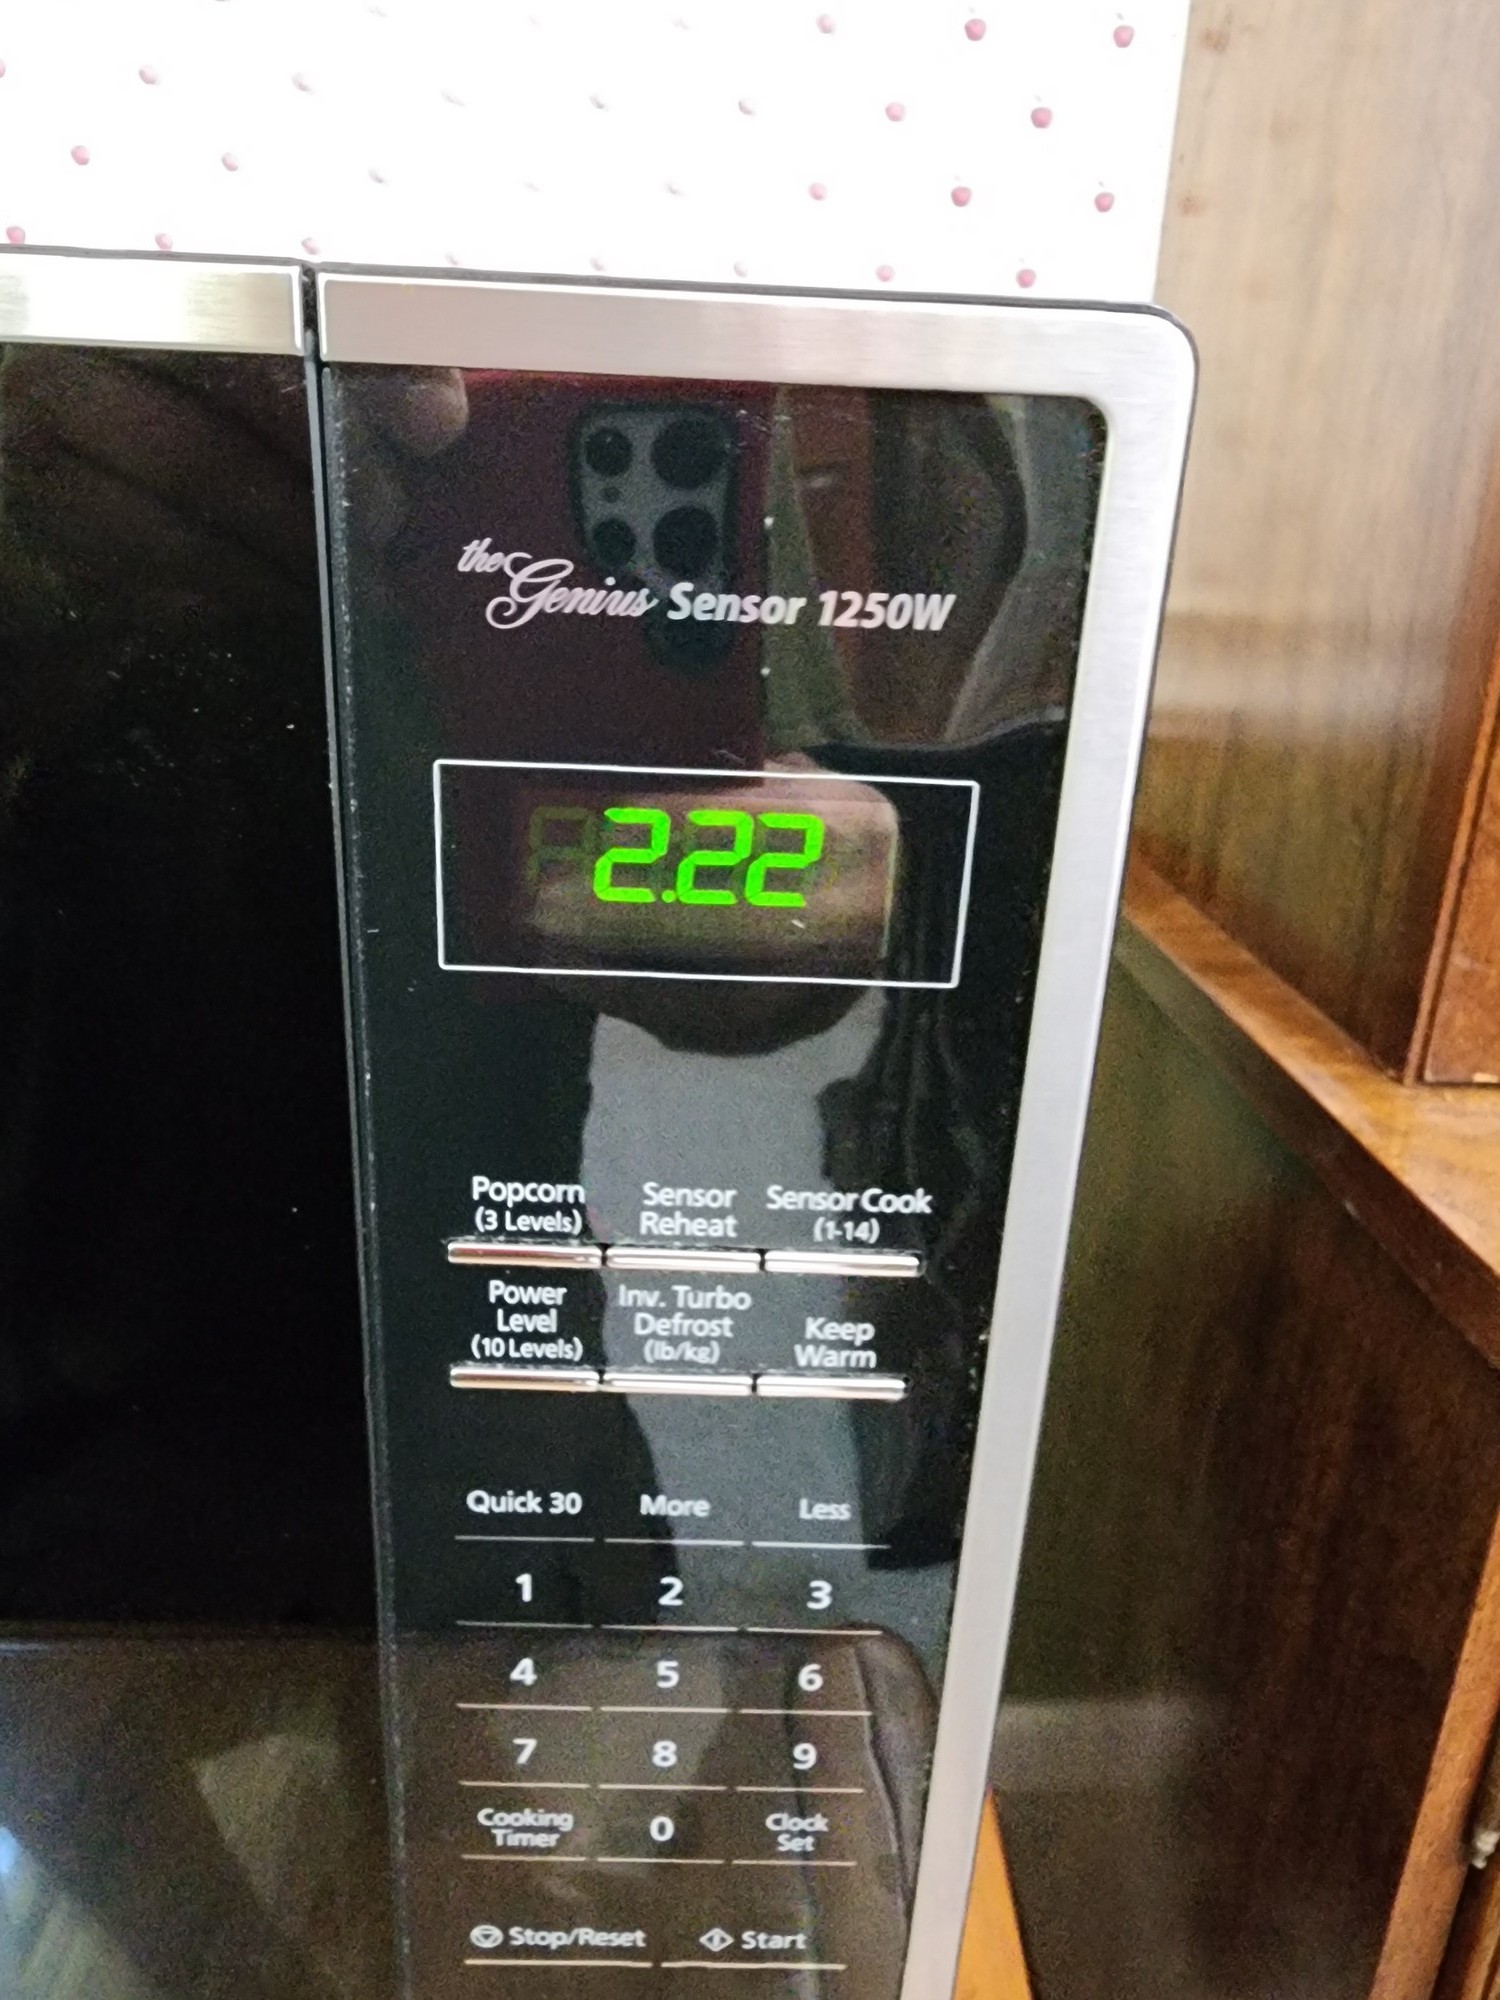 the Genius Sensor 1250W
2.22
Popcorn
(3 Levels)
Sensor
Reheat
Sensor Cook
(1-14)
Power
Level
(10 Levels)
Inv. Turbo
Defrost
(lb/kg)
Keep
Warm
Quick 30
More
Less
1
2
3
4
5
6
7
8
9
Cooking
Timer
0
Clock
Set
Stop/Reset
Start